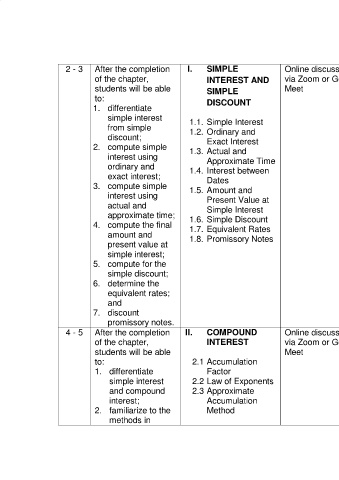 2 - 3
After the completion
of the chapter,
students will be able
to:
1. differentiate
simple interest
from simple
discount;
2. compute simple
interest using
ordinary and
exact interest;
3. compute simple
interest using
actual and
approximate time;
4. compute the final
amount and
present value at
simple interest;
5. compute for the
simple discount;
6. determine the
equivalent rates;
and
7. discount
promissory notes.
I. SIMPLE
INTEREST AND
SIMPLE
DISCOUNT
1.1. Simple Interest
1.2. Ordinary and
Exact Interest
1.3. Actual and
Approximate Time
1.4. Interest between
Dates
1.5. Amount and
Present Value at
Simple Interest
1.6. Simple Discount
1.7. Equivalent Rates
1.8. Promissory Notes
Online discuss
via Zoom or G
Meet
4 - 5
After the completion
of the chapter,
students will be able
to:
1. differentiate
simple interest
and compound
interest;
2. familiarize to the
methods in
II. COMPOUND
INTEREST
2.1 Accumulation
Factor
2.2 Law of Exponents
2.3 Approximate
Accumulation
Method
Online discuss
via Zoom or G
Meet